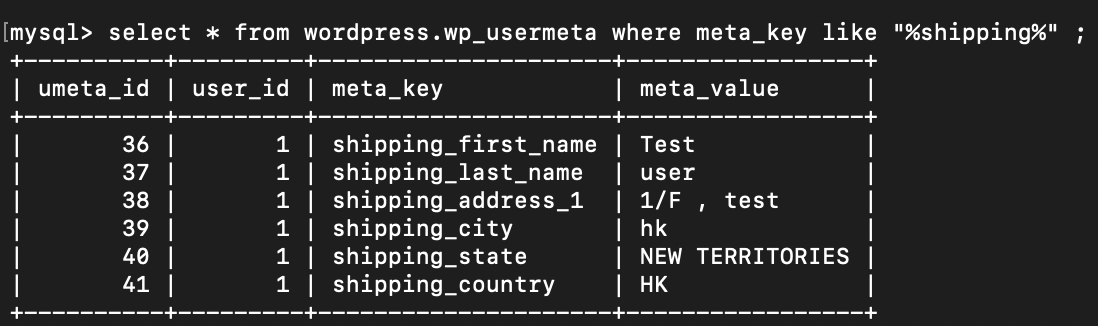 [mysql> select * from wordpress.wp_usermeta where meta_key like "%shipping%" ;
+----------+---------+---------------------+-----------------+
| umeta_id | user_id | meta_key            | meta_value      |
+----------+---------+---------------------+-----------------+
|       36 |       1 | shipping_first_name | Test            |
|       37 |       1 | shipping_last_name  | user            |
|       38 |       1 | shipping_address_1  | 1/F , test      |
|       39 |       1 | shipping_city       | hk              |
|       40 |       1 | shipping_state      | NEW TERRITORIES |
|       41 |       1 | shipping_country    | HK              |
+----------+---------+---------------------+-----------------+